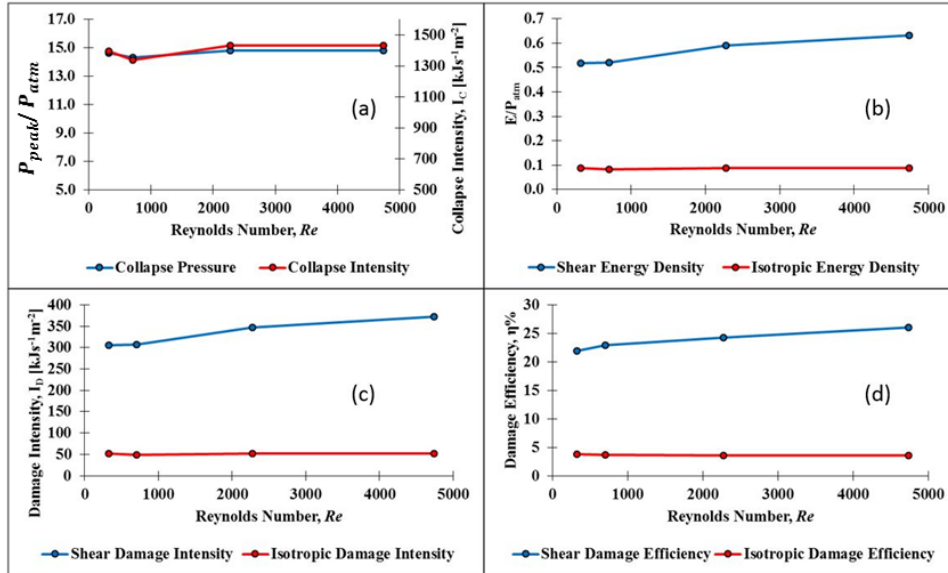 17.0
15.0
13.0
11.0
9.0
7.0
5.0
P_peak/ P_atm
1500
1300
1100
900
700
500
Collapse Intensity, I_C [kJs⁻¹m⁻²]
(a)
0 1000 2000 3000 4000 5000
Reynolds Number, Re
Collapse Pressure Collapse Intensity
0.7
0.6
0.5
0.4
0.3
0.2
0.1
0.0
E/P_atm
(b)
0 1000 2000 3000 4000 5000
Reynolds Number, Re
Shear Energy Density Isotropic Energy Density
400
350
300
250
200
150
100
50
0
Damage Intensity, I_D [kJs⁻¹m⁻²]
(c)
0 1000 2000 3000 4000 5000
Reynolds Number, Re
Shear Damage Intensity Isotropic Damage Intensity
30
25
20
15
10
5
0
Damage Efficiency, η%
(d)
0 1000 2000 3000 4000 5000
Reynolds Number, Re
Shear Damage Efficiency Isotropic Damage Efficiency